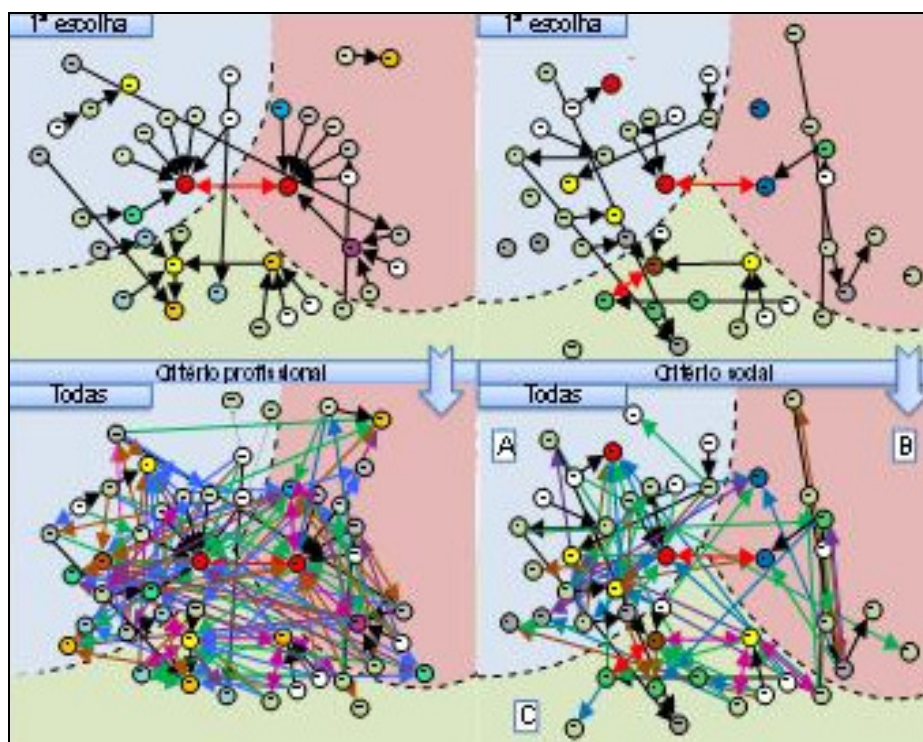 1ª escolha
1ª escolha
Critério profissional
Critério social
Todas
Todas
A
B
C